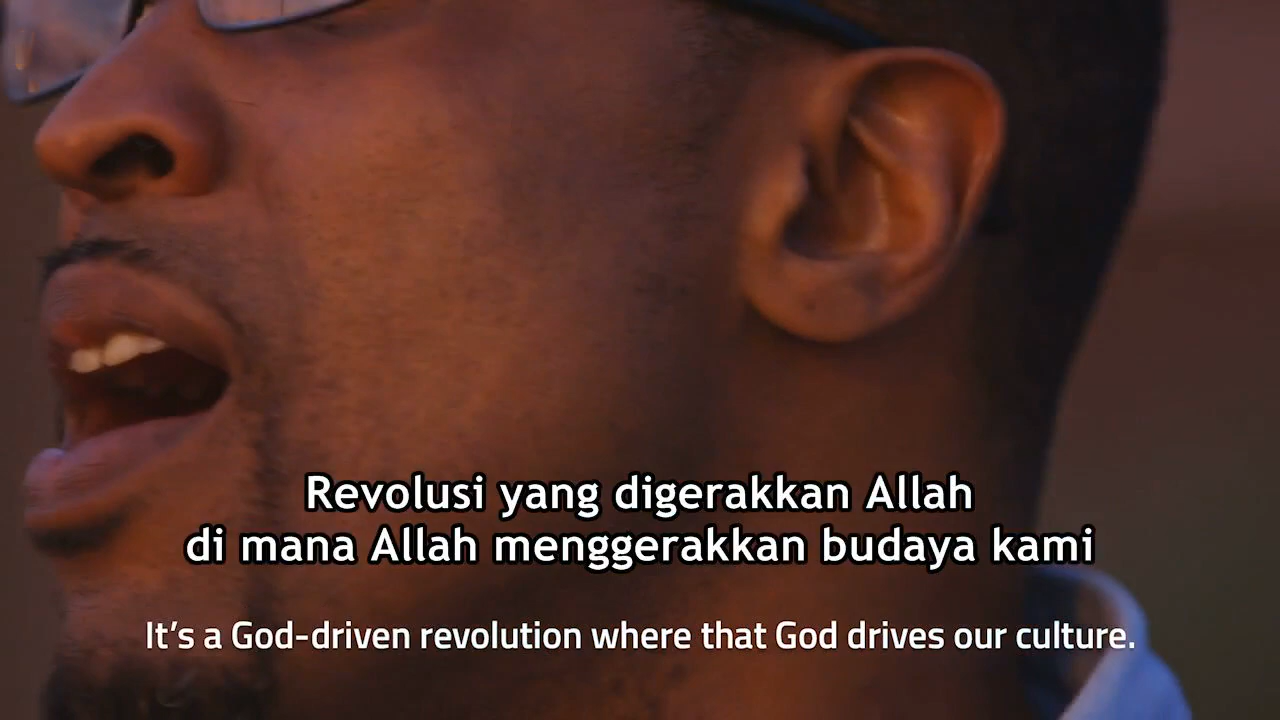 Revolusi yang digerakkan Allah
di mana Allah menggerakkan budaya kami
It’s a God-driven revolution where that God drives our culture.